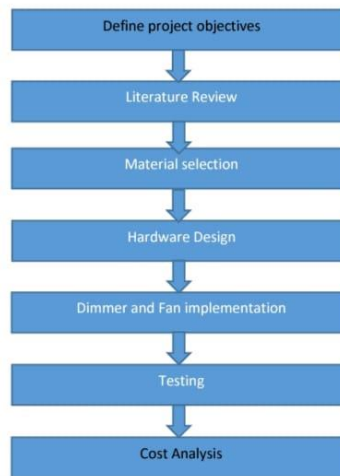 Define project objectives
Literature Review
Material selection
Hardware Design
Dimmer and Fan implementation
Testing
Cost Analysis